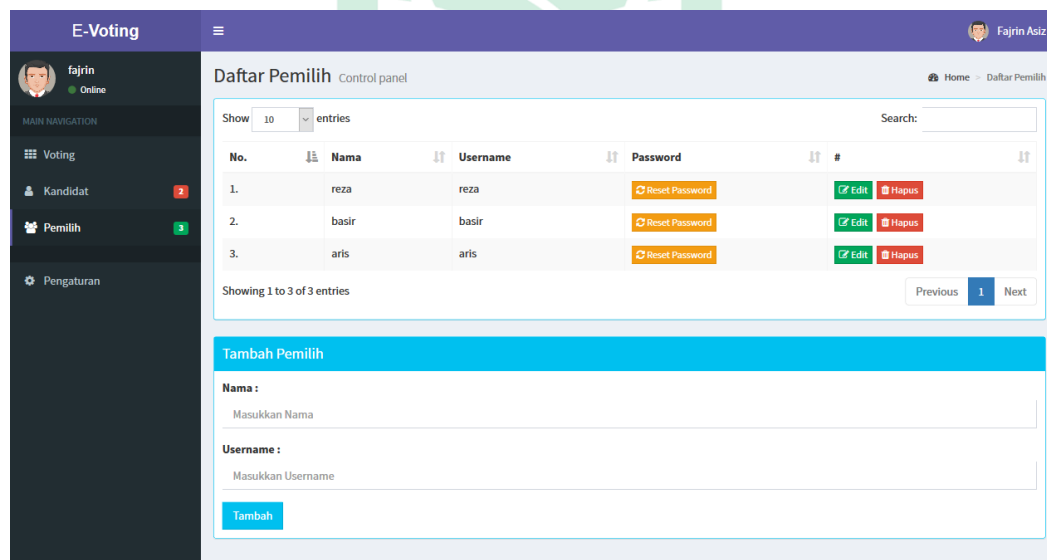 E-Voting
Fajrin Asiz
fajrin
Online
MAIN NAVIGATION
Voting
Kandidat 2
Pemilih 3
Pengaturan
Daftar Pemilih Control panel
Home > Daftar Pemilih
Show 10 entries Search:
No. Nama Username Password #
1. reza reza Reset Password Edit Hapus
2. basir basir Reset Password Edit Hapus
3. aris aris Reset Password Edit Hapus
Showing 1 to 3 of 3 entries Previous 1 Next
Tambah Pemilih
Nama :
Masukkan Nama
Username :
Masukkan Username
Tambah